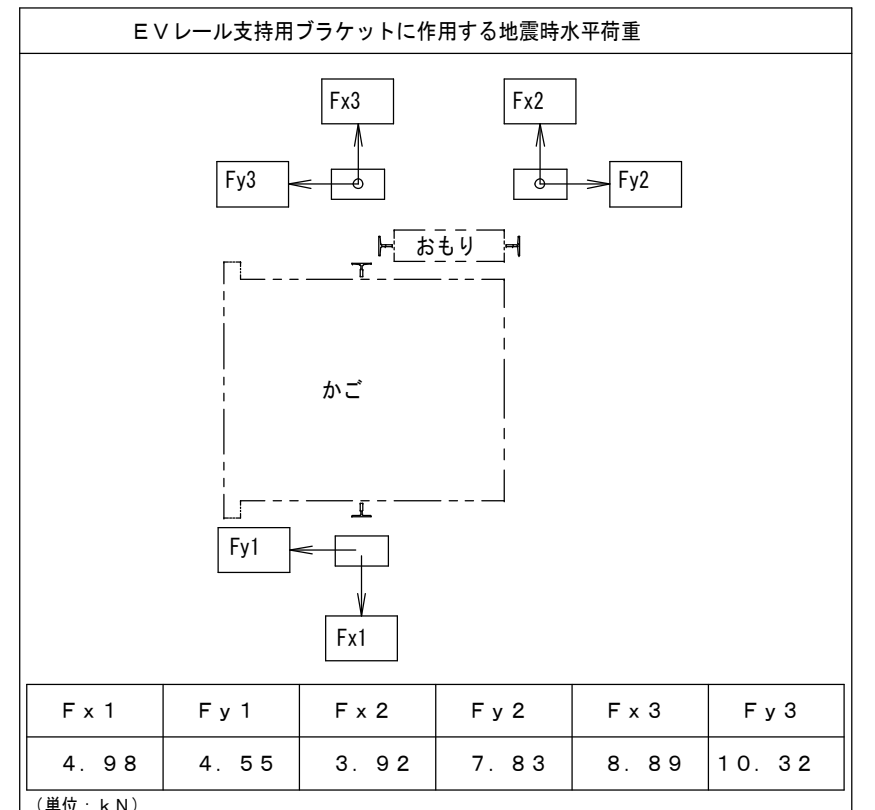 ＥＶレール支持用ブラケットに作用する地震時水平荷重
Fx3 Fx2
Fy3 Fy2
おもり
かご
Fy1
Fx1
Ｆｘ１ Ｆｙ１ Ｆｘ２ Ｆｙ２ Ｆｘ３ Ｆｙ３
４．９８ ４．５５ ３．９２ ７．８３ ８．８９ １０．３２
（単位：ｋＮ）